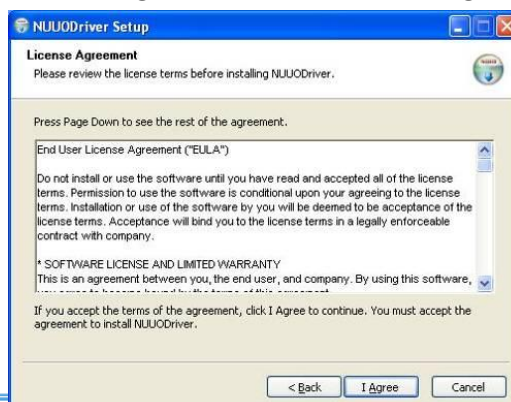 NUUODriver Setup
License Agreement
Please review the license terms before installing NUUODriver.
Press Page Down to see the rest of the agreement.
End User License Agreement ("EULA")
Do not install or use the software until you have read and accepted all of the license
terms. Permission to use the software is conditional upon your agreeing to the license
terms. Installation or use of the software by you will be deemed to be acceptance of the
license terms. Acceptance will bind you to the license terms in a legally enforceable
contract with company.
* SOFTWARE LICENSE AND LIMITED WARRANTY
This is an agreement between you, the end user, and company. By using this software,
If you accept the terms of the agreement, click I Agree to continue. You must accept the
agreement to install NUUODriver.
< Back I Agree Cancel